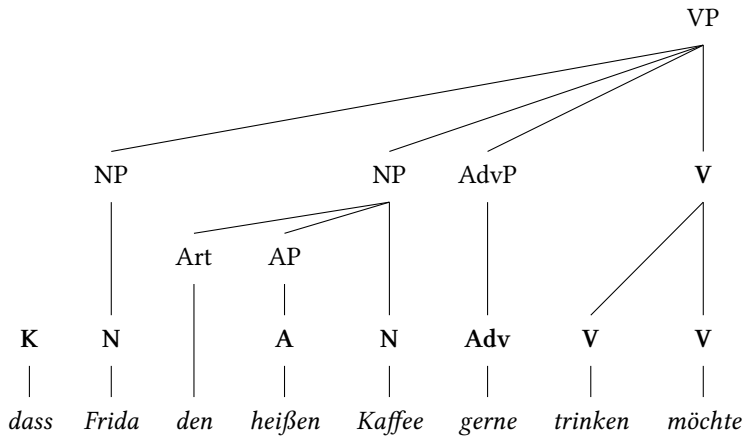 VP
NP NP AdvP V
Art AP
K N A N Adv V V
dass Frida den heißen Kaffee gerne trinken möchte